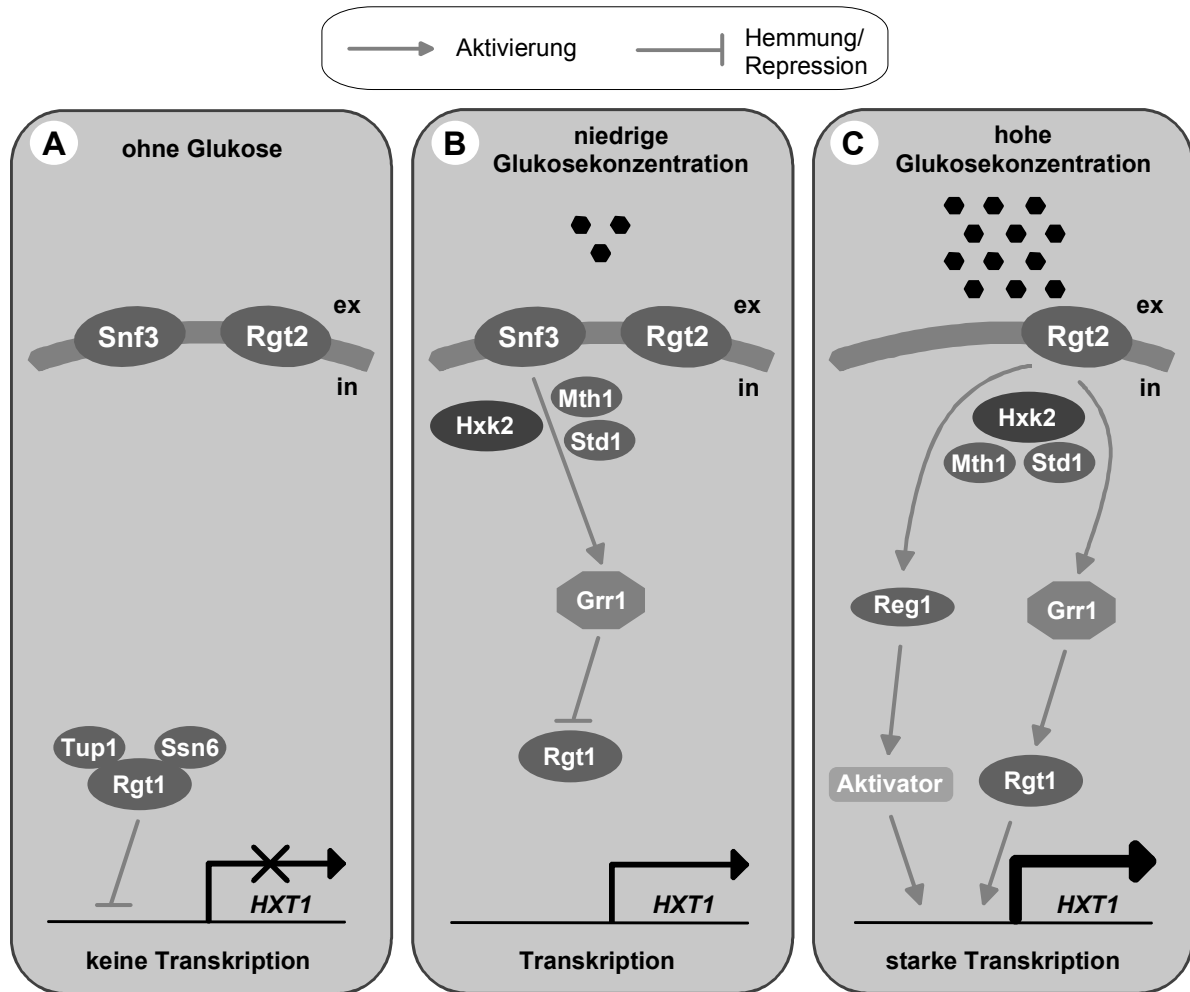 Aktivierung
Hemmung/
Repression
A
ohne Glukose
ex
Snf3
Rgt2
in
Tup1
Ssn6
Rgt1
HXT1
keine Transkription
B
niedrige
Glukosekonzentration
ex
Snf3
Rgt2
in
Mth1
Hxk2
Std1
Grr1
Rgt1
HXT1
Transkription
C
hohe
Glukosekonzentration
ex
Rgt2
in
Hxk2
Mth1
Std1
Reg1
Grr1
Aktivator
Rgt1
HXT1
starke Transkription